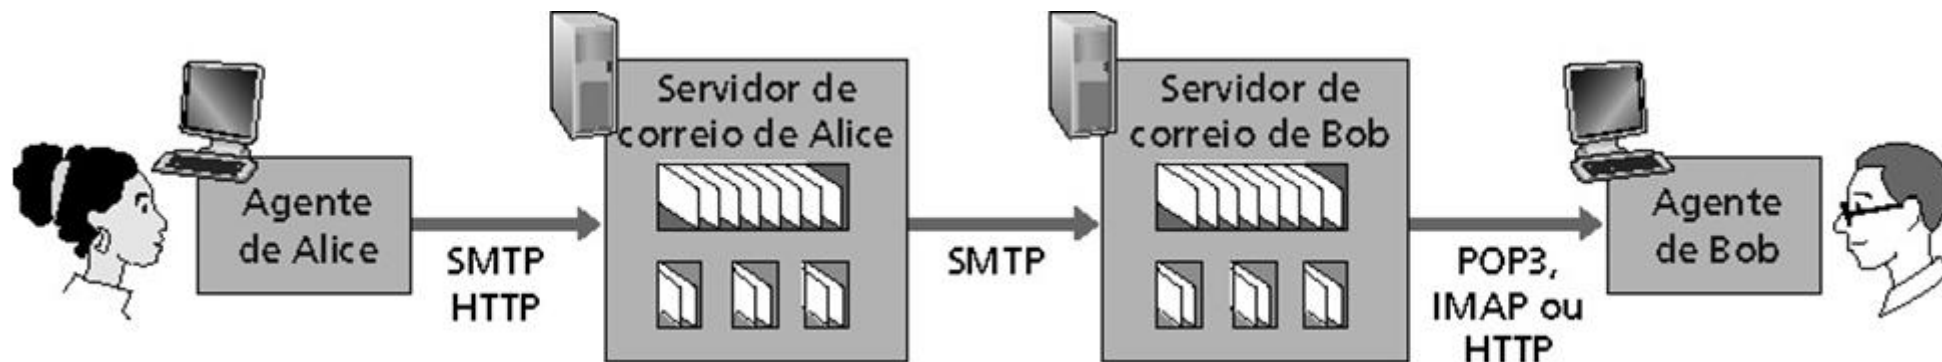 Agente
de Alice
SMTP
HTTP
Servidor de
correio de Alice
SMTP
Servidor de
correio de Bob
POP3,
IMAP ou
HTTP
Agente
de Bob